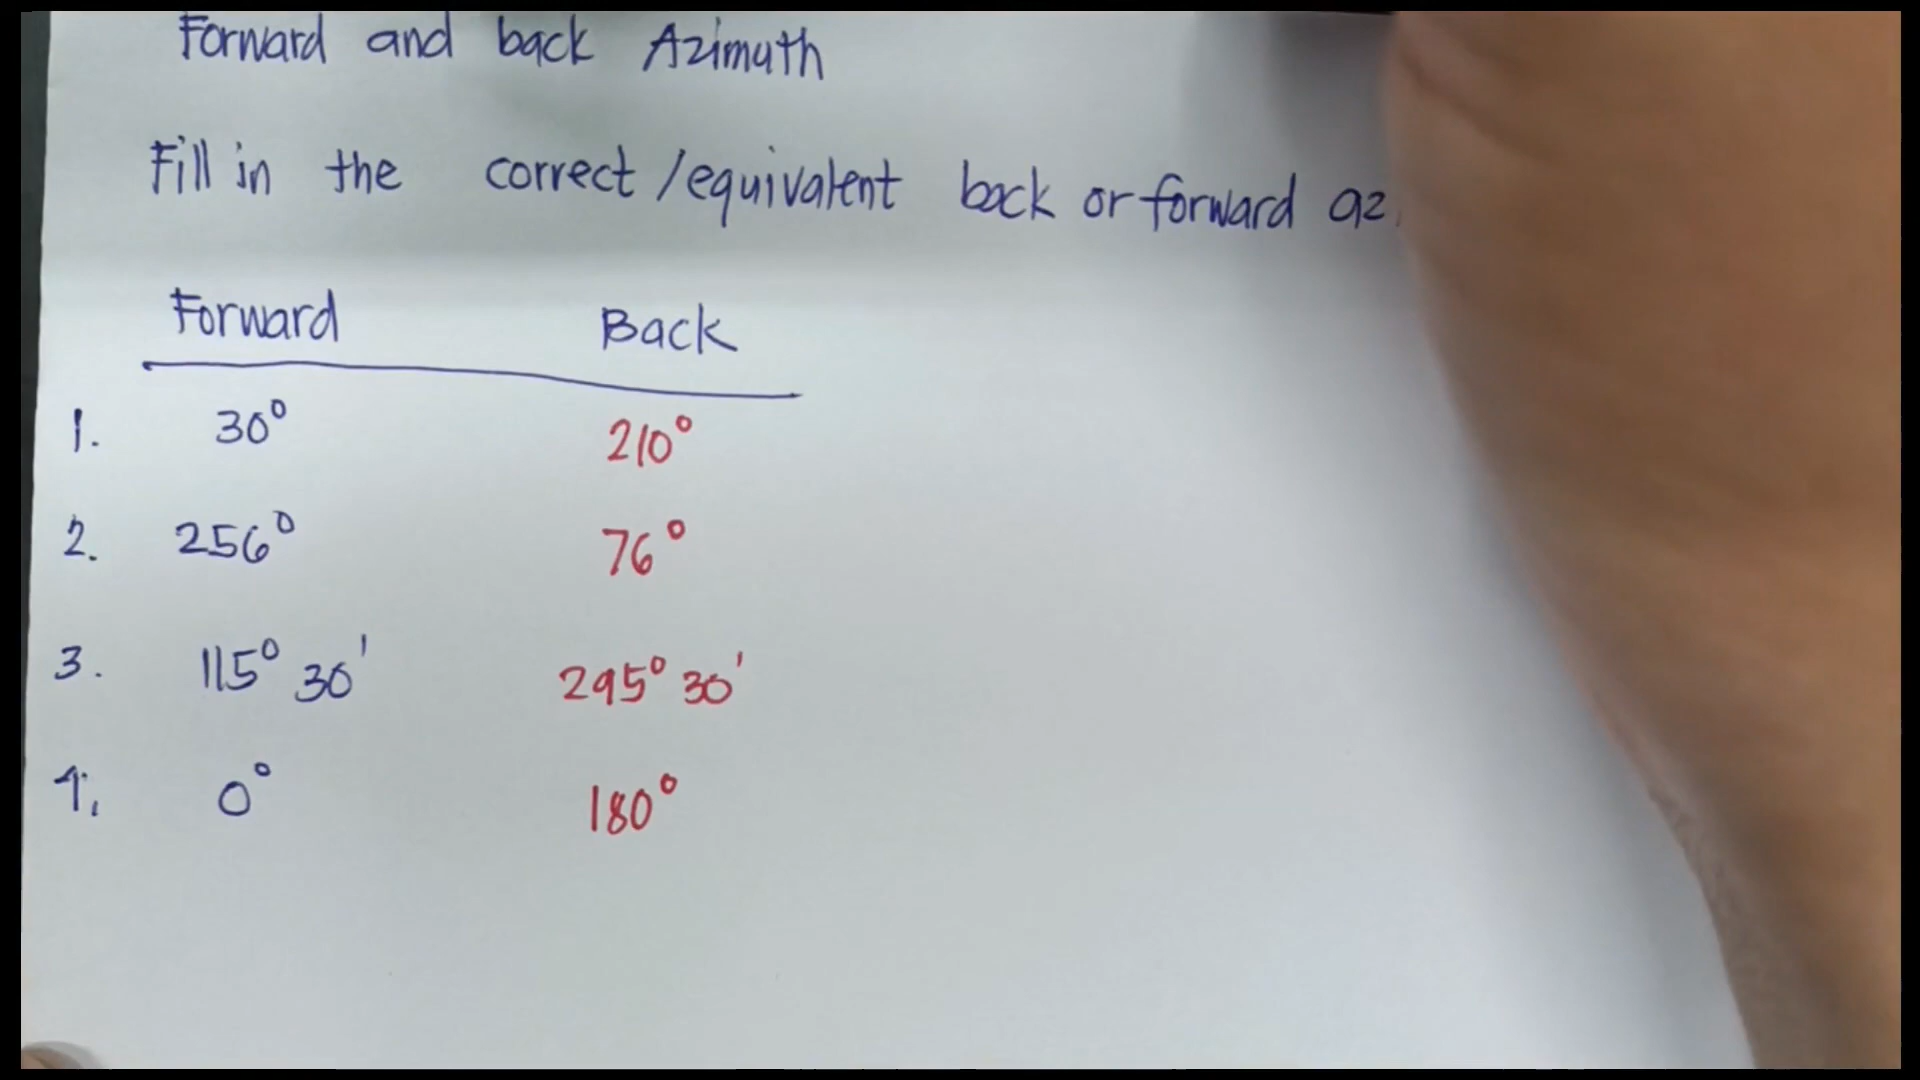 Forward and back Azimuth
Fill in the correct/equivalent back or forward az.
Forward Back
1. 30° 210°
2. 256° 76°
3. 115° 30' 295° 30'
4. 0° 180°